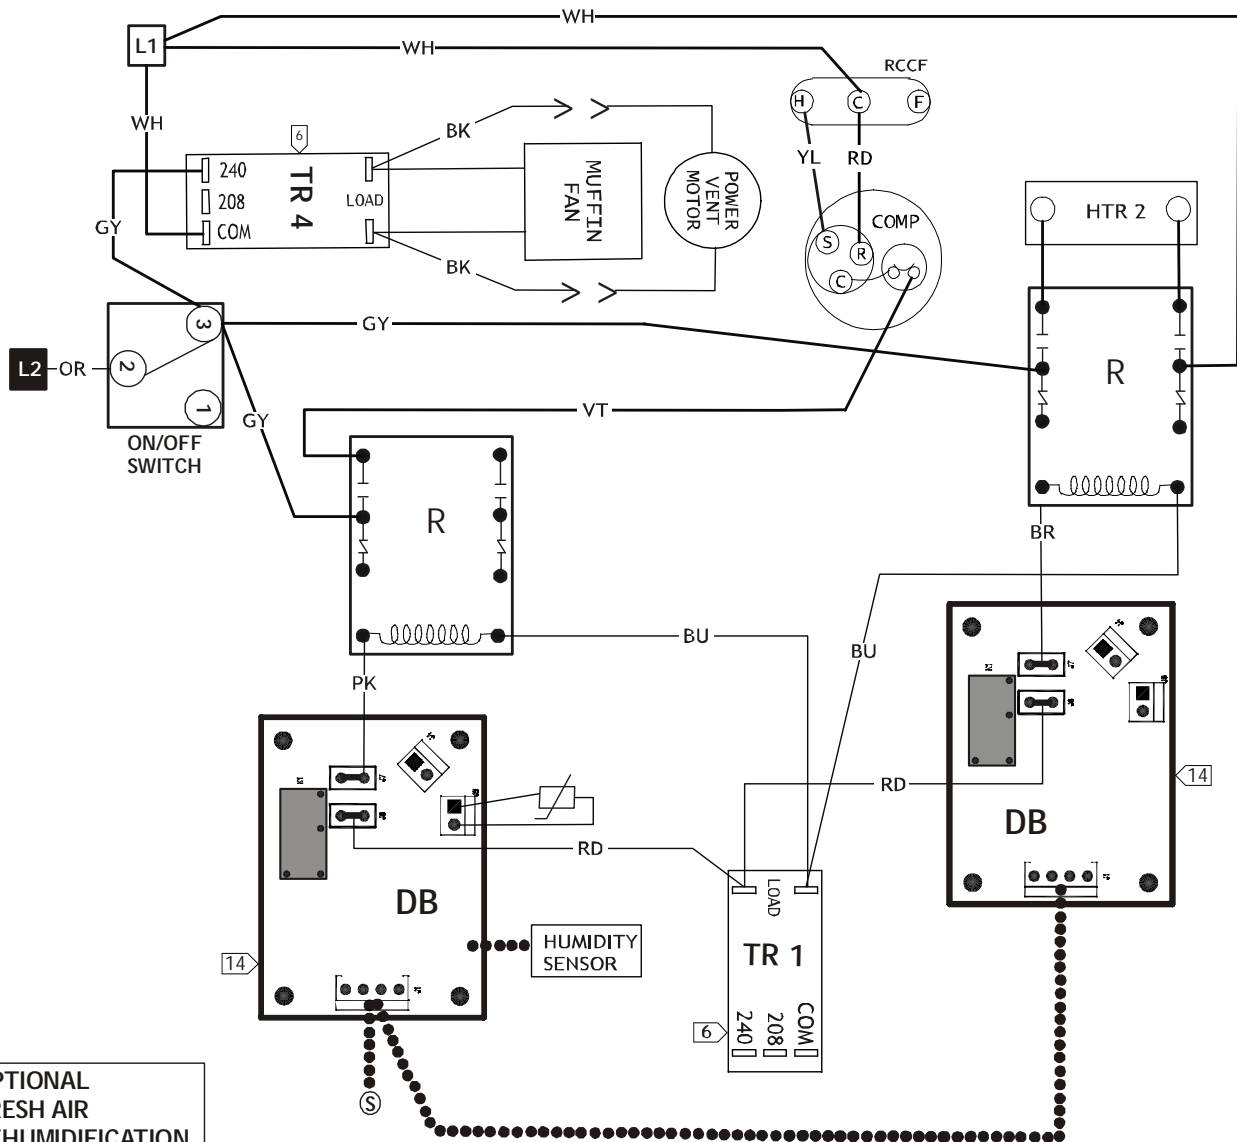 WH
L1
WH
RCCF
H
C
F
WH
BK
YL
RD
6
240
208
COM
TR 4
LOAD
MUFFIN
FAN
POWER
VENT
MOTOR
COMP
S
R
C
HTR 2
GY
BK
3
GY
2
L2
OR
1
GY
VT
R
ON/OFF
SWITCH
R
BR
BU
BU
PK
RD
14
DB
RD
LOAD
DB
HUMIDITY
SENSOR
TR 1
14
6
240
208
COM
S
PTIONAL
RESH AIR
HUMIDIFICATION